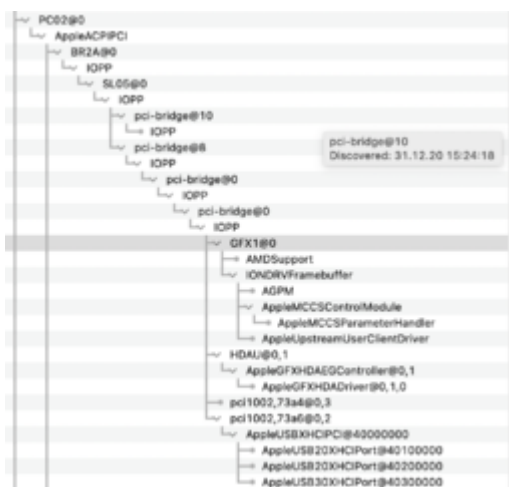 PC02@0
AppleACPIPCI
BR2A@0
IOPP
SL05@0
IOPP
pci-bridge@10
IOPP
pci-bridge@8
IOPP
pci-bridge@0
IOPP
pci-bridge@0
IOPP
GFX1@0
AMDSupport
IONDRVFramebuffer
AGPM
AppleMCCSControlModule
AppleMCCSParameterHandler
AppleUpstreamUserClientDriver
HDAU@0,1
AppleGFXHDAEGController@0,1
AppleGFXHDADriver@0,1,0
pci1002,73a4@0,3
pci1002,73a6@0,2
AppleUSBXHCIPCI@40000000
AppleUSB20XHCIPort@40100000
AppleUSB20XHCIPort@40200000
AppleUSB30XHCIPort@40300000
pci-bridge@10
Discovered: 31.12.20 15:24:18